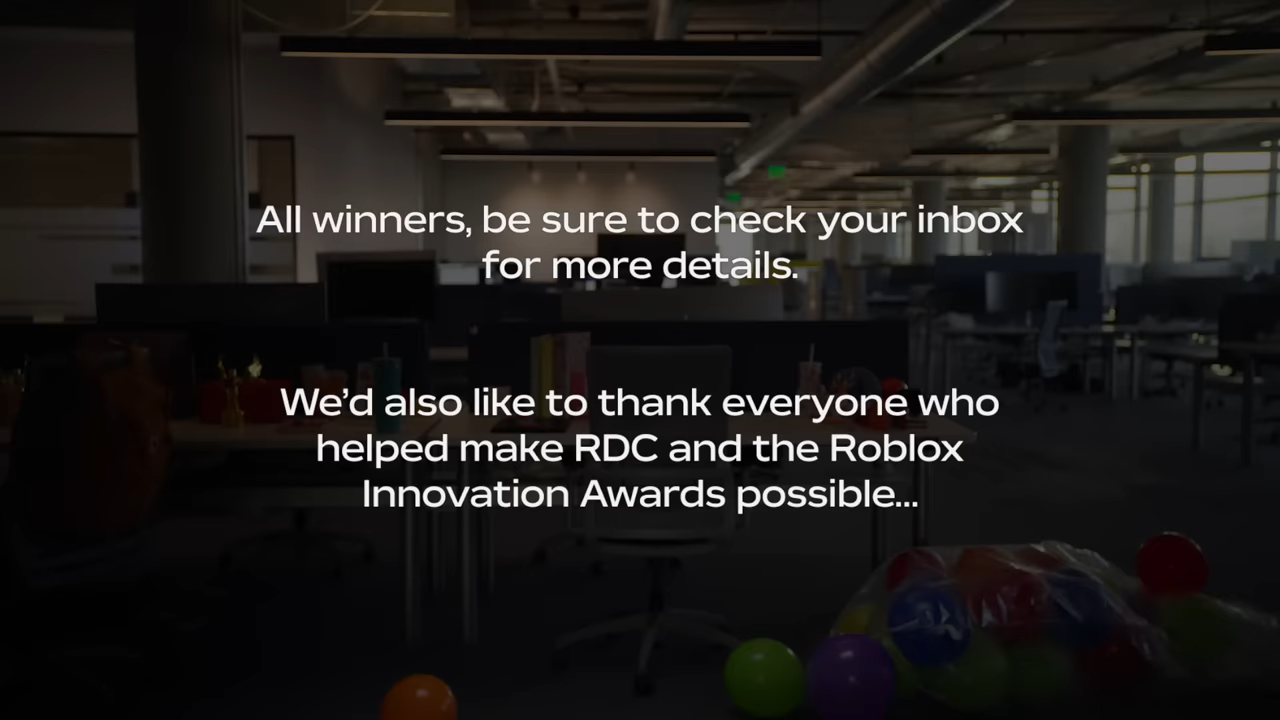 All winners, be sure to check your inbox
for more details.
We’d also like to thank everyone who
helped make RDC and the Roblox
Innovation Awards possible...